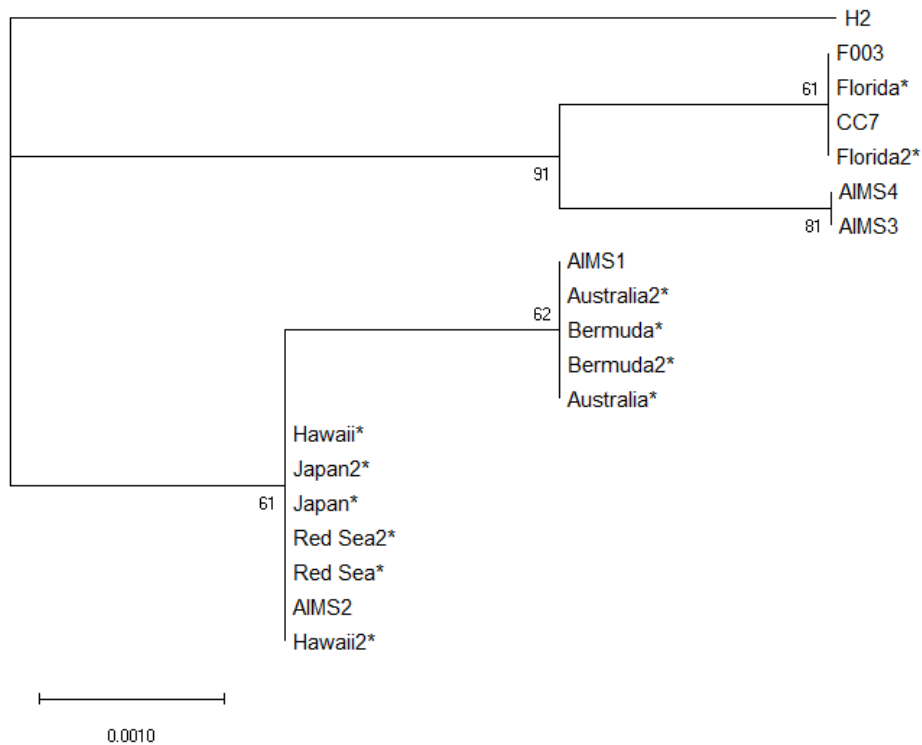 H2
F003
61
Florida*
CC7
Florida2*
91
AIMS4
81
AIMS3
AIMS1
Australia2*
62
Bermuda*
Bermuda2*
Australia*
Hawaii*
Japan2*
61
Japan*
Red Sea2*
Red Sea*
AIMS2
Hawaii2*
0.0010